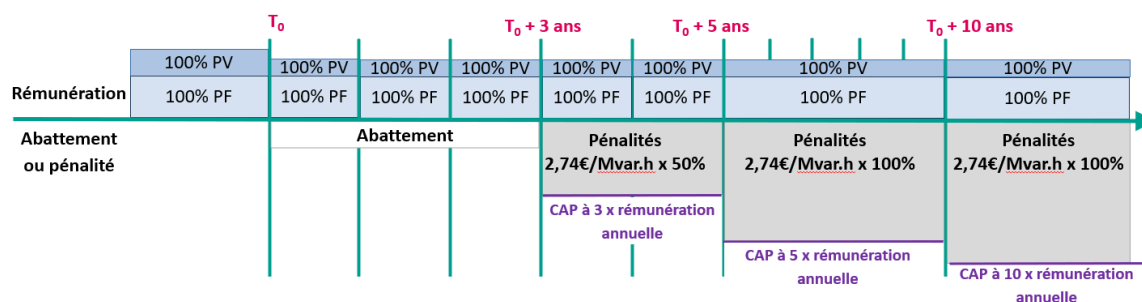 T₀
T₀ + 3 ans
T₀ + 5 ans
T₀ + 10 ans
100% PV
100% PV
100% PV
100% PV
100% PV
100% PV
100% PV
100% PV
Rémunération
100% PF
100% PF
100% PF
100% PF
100% PF
100% PF
100% PF
100% PF
Abattement
ou pénalité
Abattement
Pénalités
2,74€/Mvar.h x 50%
Pénalités
2,74€/Mvar.h x 100%
Pénalités
2,74€/Mvar.h x 100%
CAP à 3 x rémunération
annuelle
CAP à 5 x rémunération
annuelle
CAP à 10 x rémunération
annuelle